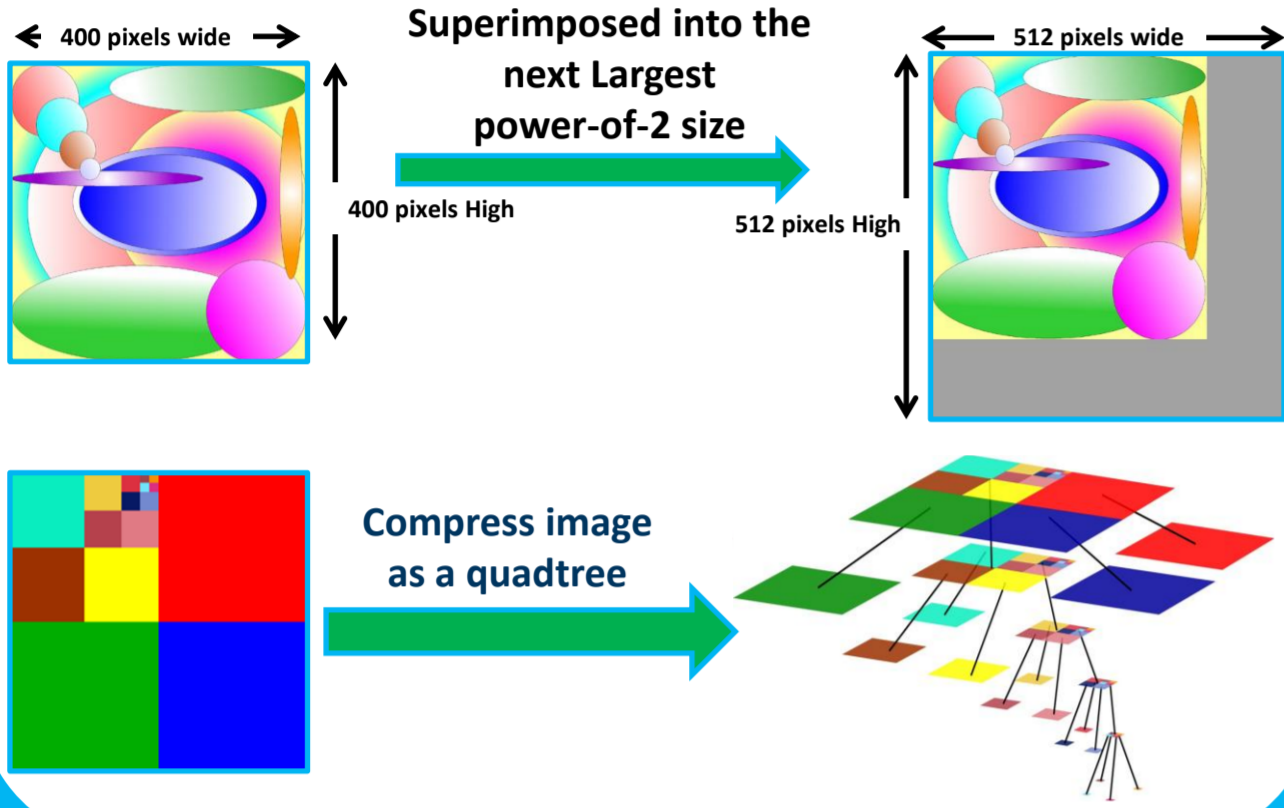 400 pixels wide
Superimposed into the
next Largest
power-of-2 size
512 pixels wide
400 pixels High
512 pixels High
Compress image
as a quadtree